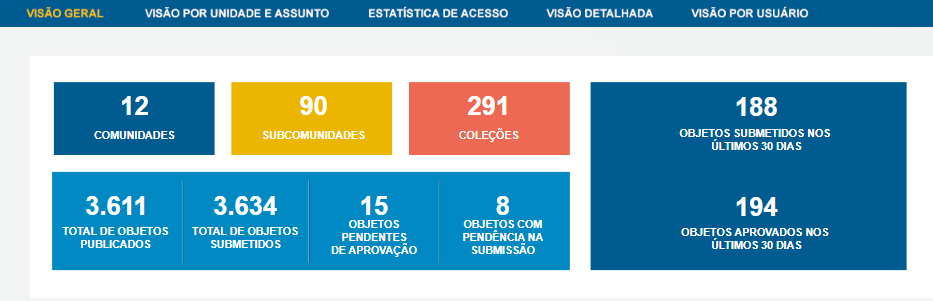 VISÃO GERAL VISÃO POR UNIDADE E ASSUNTO ESTATÍSTICA DE ACESSO VISÃO DETALHADA VISÃO POR USUÁRIO
12
COMUNIDADES
90
SUBCOMUNIDADES
291
COLEÇÕES
188
OBJETOS SUBMETIDOS NOS
ÚLTIMOS 30 DIAS
3.611
TOTAL DE OBJETOS
PUBLICADOS
3.634
TOTAL DE OBJETOS
SUBMETIDOS
15
OBJETOS
PENDENTES
DE APROVAÇÃO
8
OBJETOS COM
PENDÊNCIA NA
SUBMISSÃO
194
OBJETOS APROVADOS NOS
ÚLTIMOS 30 DIAS